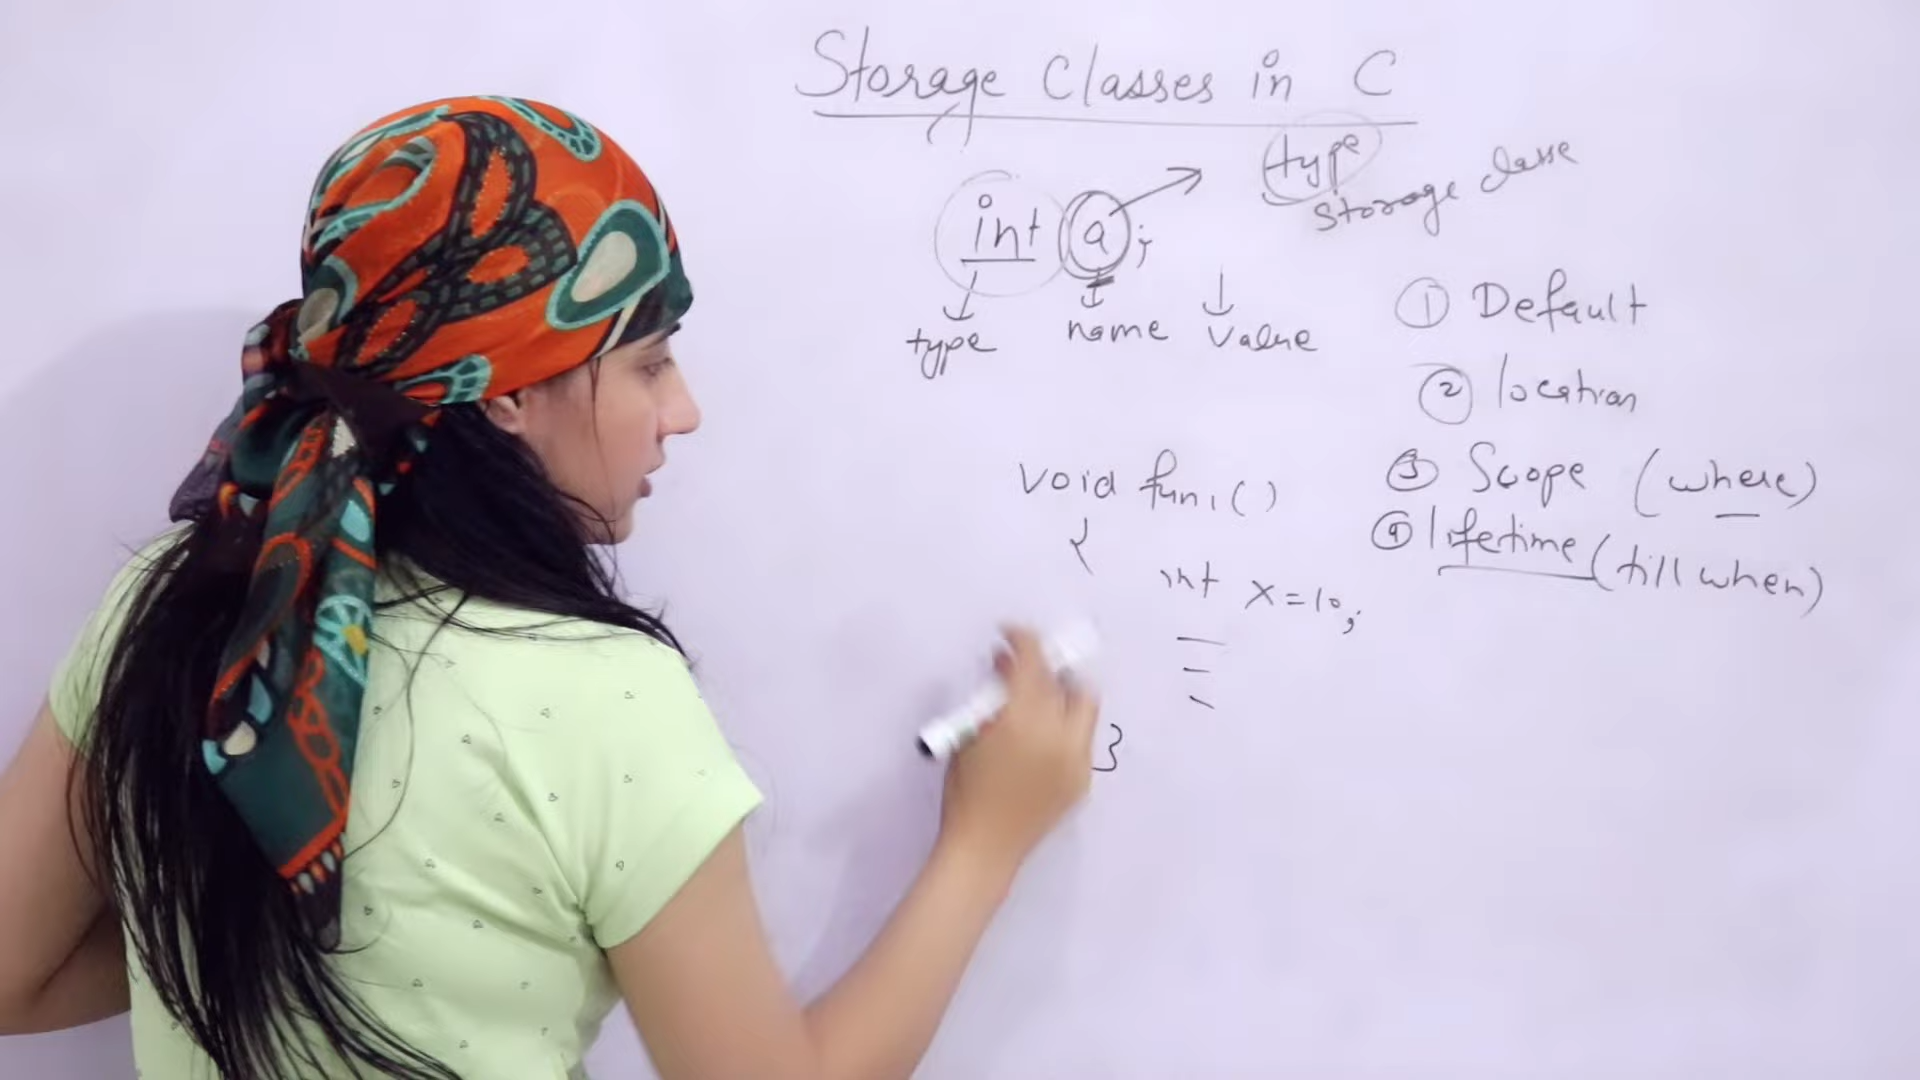 Storage Classes in C
type
Storage classe
int a;
type name value
① Default
② location
③ Scope (where)
④ lifetime (till when)
void fun1()
{
int x=10;
}